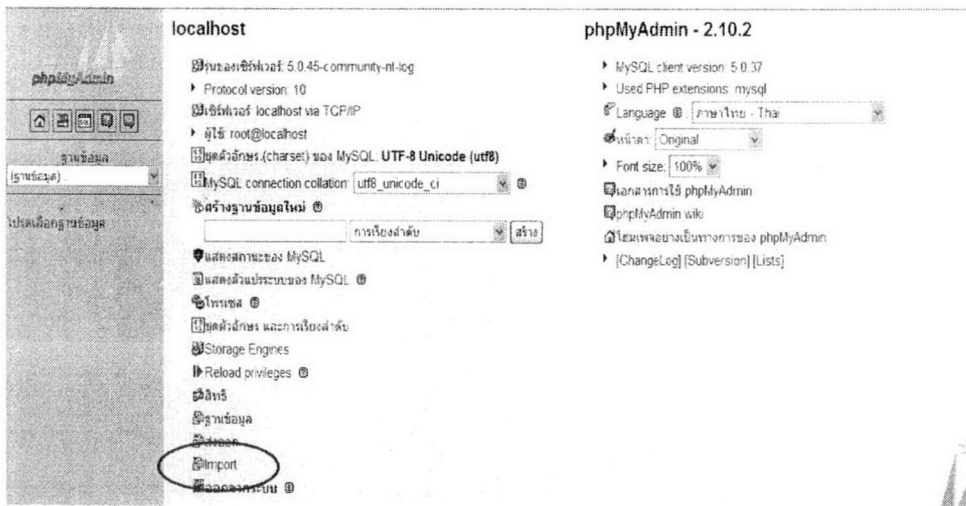 phpMyAdmin
ฐานข้อมูล
(ฐานข้อมูล)
โปรดเลือกฐานข้อมูล
localhost
รุ่นของเซิร์ฟเวอร์: 5.0.45-community-nt-log
Protocol version: 10
เซิร์ฟเวอร์: localhost via TCP/IP
ผู้ใช้: root@localhost
ชุดตัวอักษร (charset) ของ MySQL: UTF-8 Unicode (utf8)
MySQL connection collation: utf8_unicode_ci
สร้างฐานข้อมูลใหม่
การเรียงลำดับ สร้าง
แสดงสถานะของ MySQL
แสดงตัวแปรระบบของ MySQL
โพรเซส
ชุดตัวอักษร และการเรียงลำดับ
Storage Engines
Reload privileges
สิทธิ
ฐานข้อมูล
ส่งออก
Import
ออกจากระบบ
phpMyAdmin - 2.10.2
MySQL client version: 5.0.37
Used PHP extensions: mysql
Language: ภาษาไทย - Thai
หน้าตา: Original
Font size: 100%
เอกสารการใช้ phpMyAdmin
phpMyAdmin wiki
โฮมเพจอย่างเป็นทางการของ phpMyAdmin
[ChangeLog] [Subversion] [Lists]